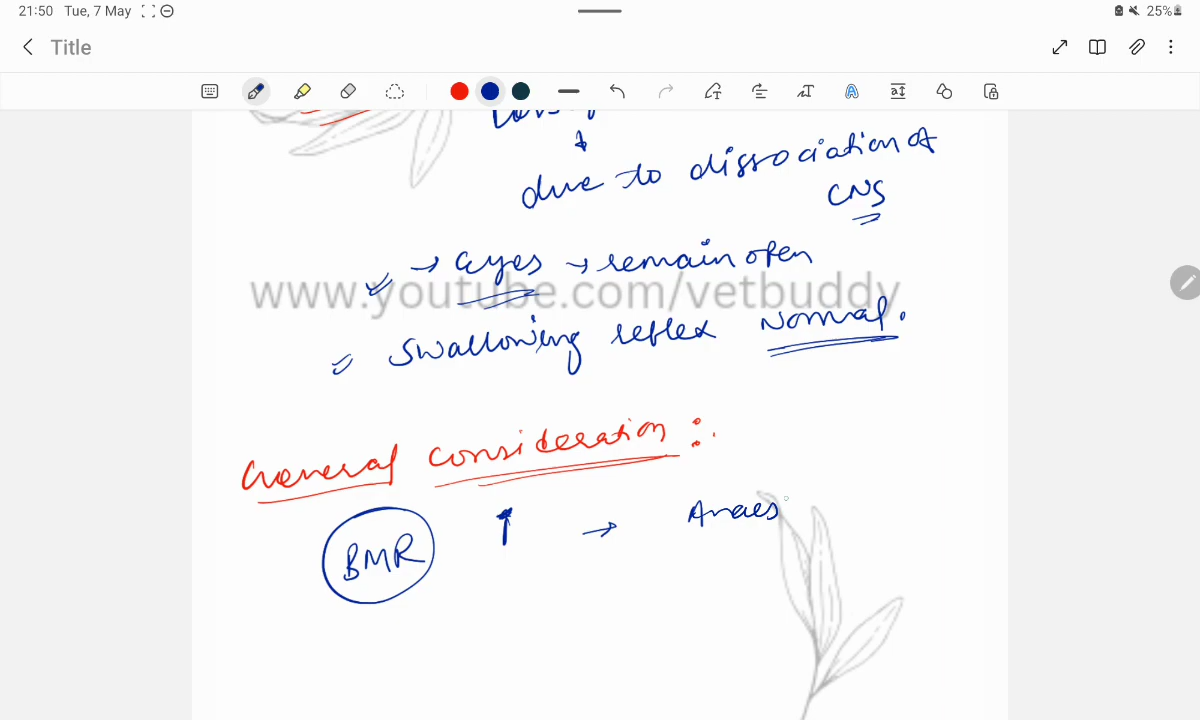 21:50 Tue, 7 May 25%
Title
due to dissociation of
CNS
→ Eyes → remain open
www.youtube.com/vetbuddy
Swallowing reflex Normal.
General consideration :.
BMR ↑ → Anaes